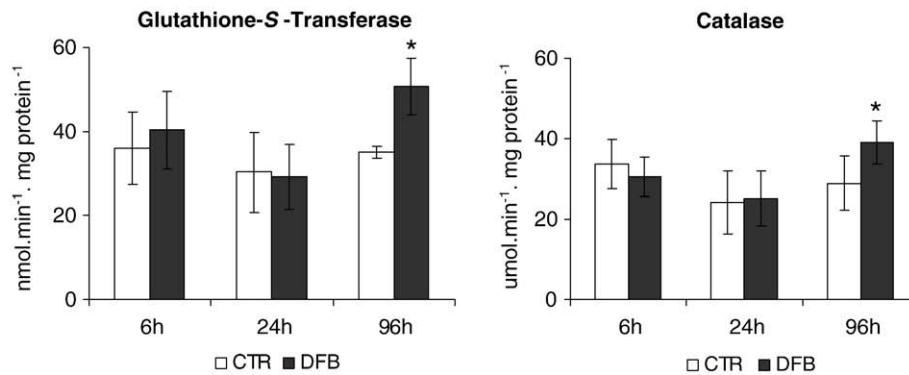 Glutathione-S -Transferase
nmol.min⁻¹. mg protein⁻¹
60
40
20
0
*
6h 24h 96h
CTR DFB
Catalase
umol.min⁻¹. mg protein⁻¹
60
40
20
0
*
6h 24h 96h
CTR DFB